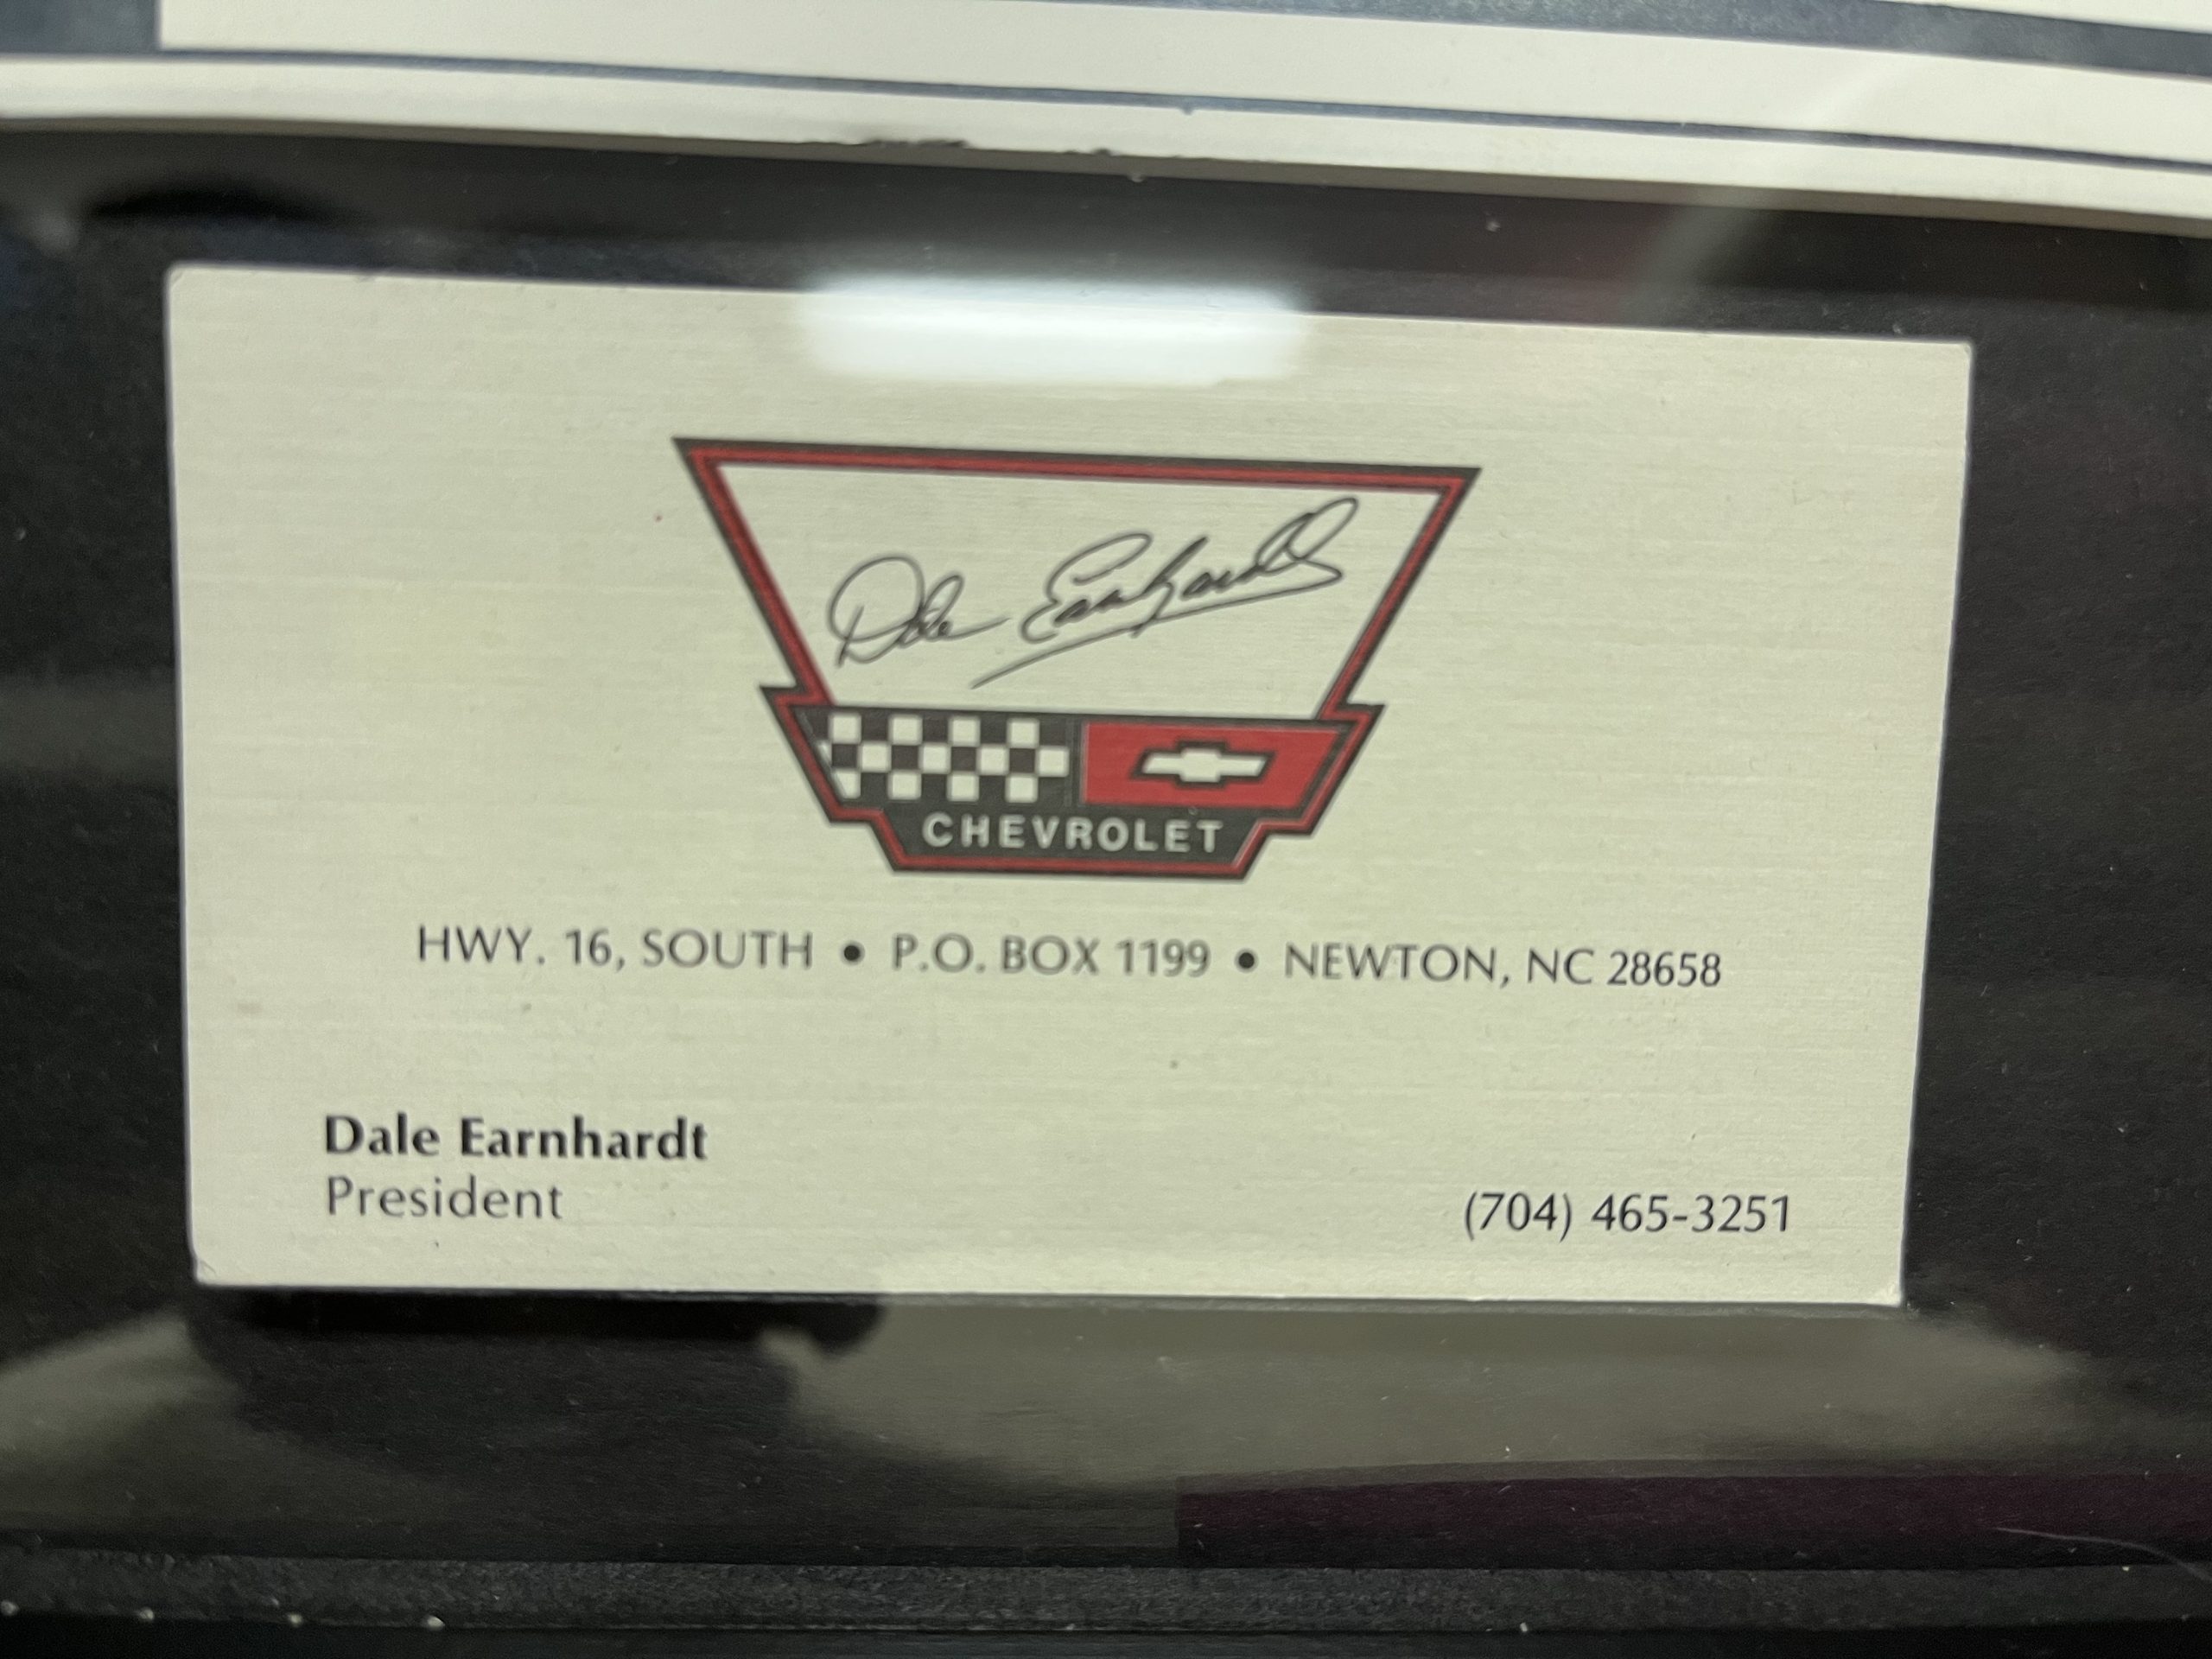 Dale Earnhardt
CHEVROLET
HWY. 16, SOUTH • P.O. BOX 1199 • NEWTON, NC 28658
Dale Earnhardt
President
(704) 465-3251